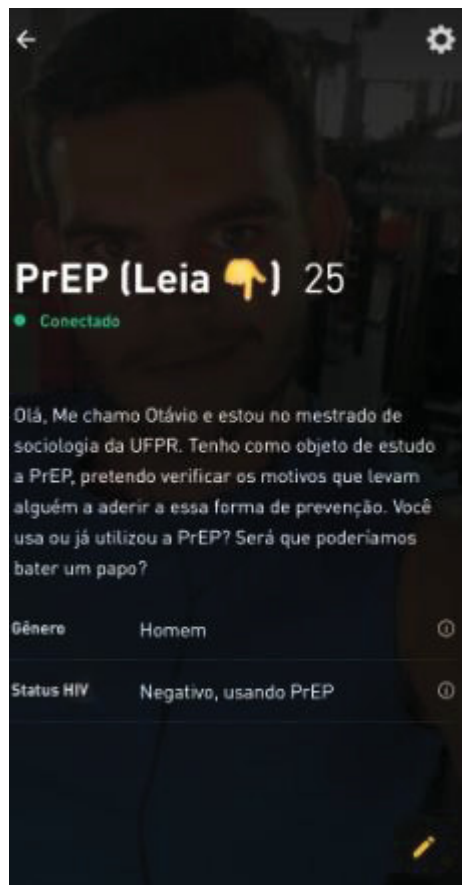 PrEP (Leia 👇) 25
Conectado
Olá, Me chamo Otávio e estou no mestrado de
sociologia da UFPR. Tenho como objeto de estudo
a PrEP, pretendo verificar os motivos que levam
alguém a aderir a essa forma de prevenção. Você
usa ou já utilizou a PrEP? Será que poderíamos
bater um papo?
Gênero Homem
Status HIV Negativo, usando PrEP